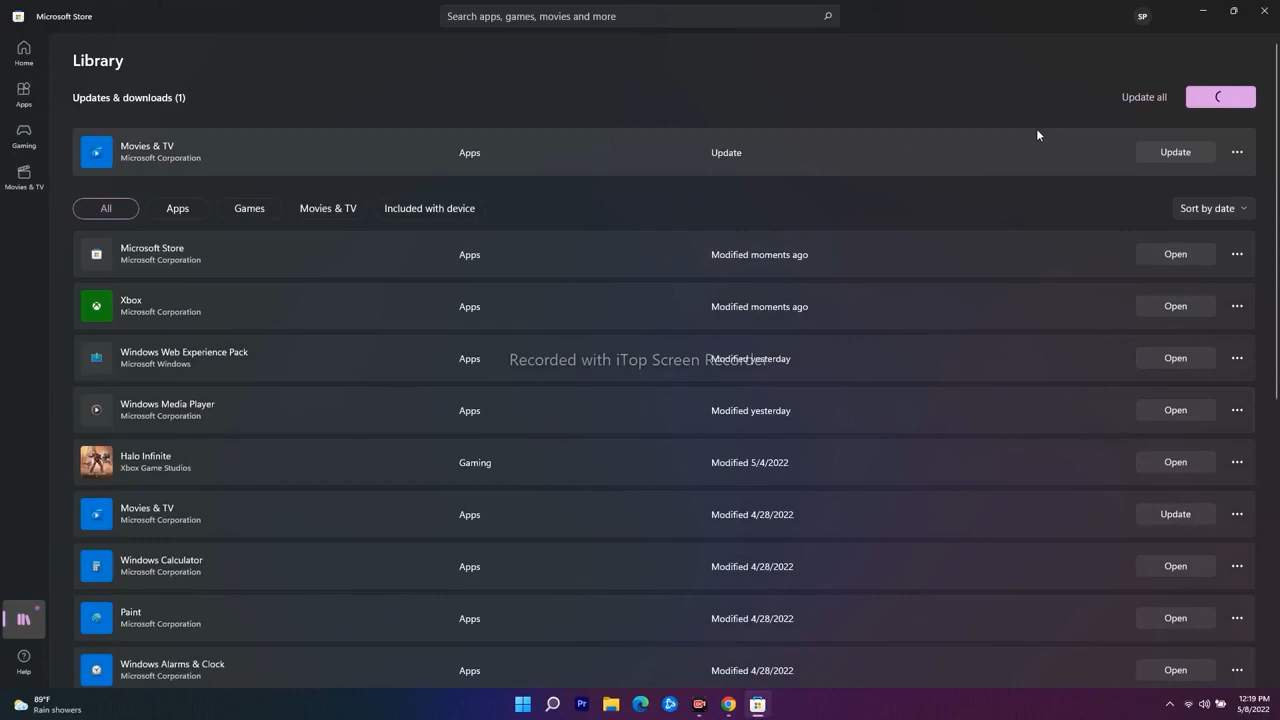 Microsoft Store
Search apps, games, movies and more
SP
Home
Apps
Gaming
Movies & TV
Help
Library
Updates & downloads (1)
Update all
Movies & TV
Microsoft Corporation
Apps
Update
Update
All
Apps
Games
Movies & TV
Included with device
Sort by date
Microsoft Store
Microsoft Corporation
Apps
Modified moments ago
Open
Xbox
Microsoft Corporation
Apps
Modified moments ago
Open
Windows Web Experience Pack
Microsoft Windows
Apps
Modified yesterday
Open
Recorded with iTop Screen Recorder
Windows Media Player
Microsoft Corporation
Apps
Modified yesterday
Open
Halo Infinite
Xbox Game Studios
Gaming
Modified 5/4/2022
Open
Movies & TV
Microsoft Corporation
Apps
Modified 4/28/2022
Update
Windows Calculator
Microsoft Corporation
Apps
Modified 4/28/2022
Open
Paint
Microsoft Corporation
Apps
Modified 4/28/2022
Open
Windows Alarms & Clock
Microsoft Corporation
Apps
Modified 4/28/2022
Open
89°F
Rain showers
Pr
12:19 PM
5/8/2022